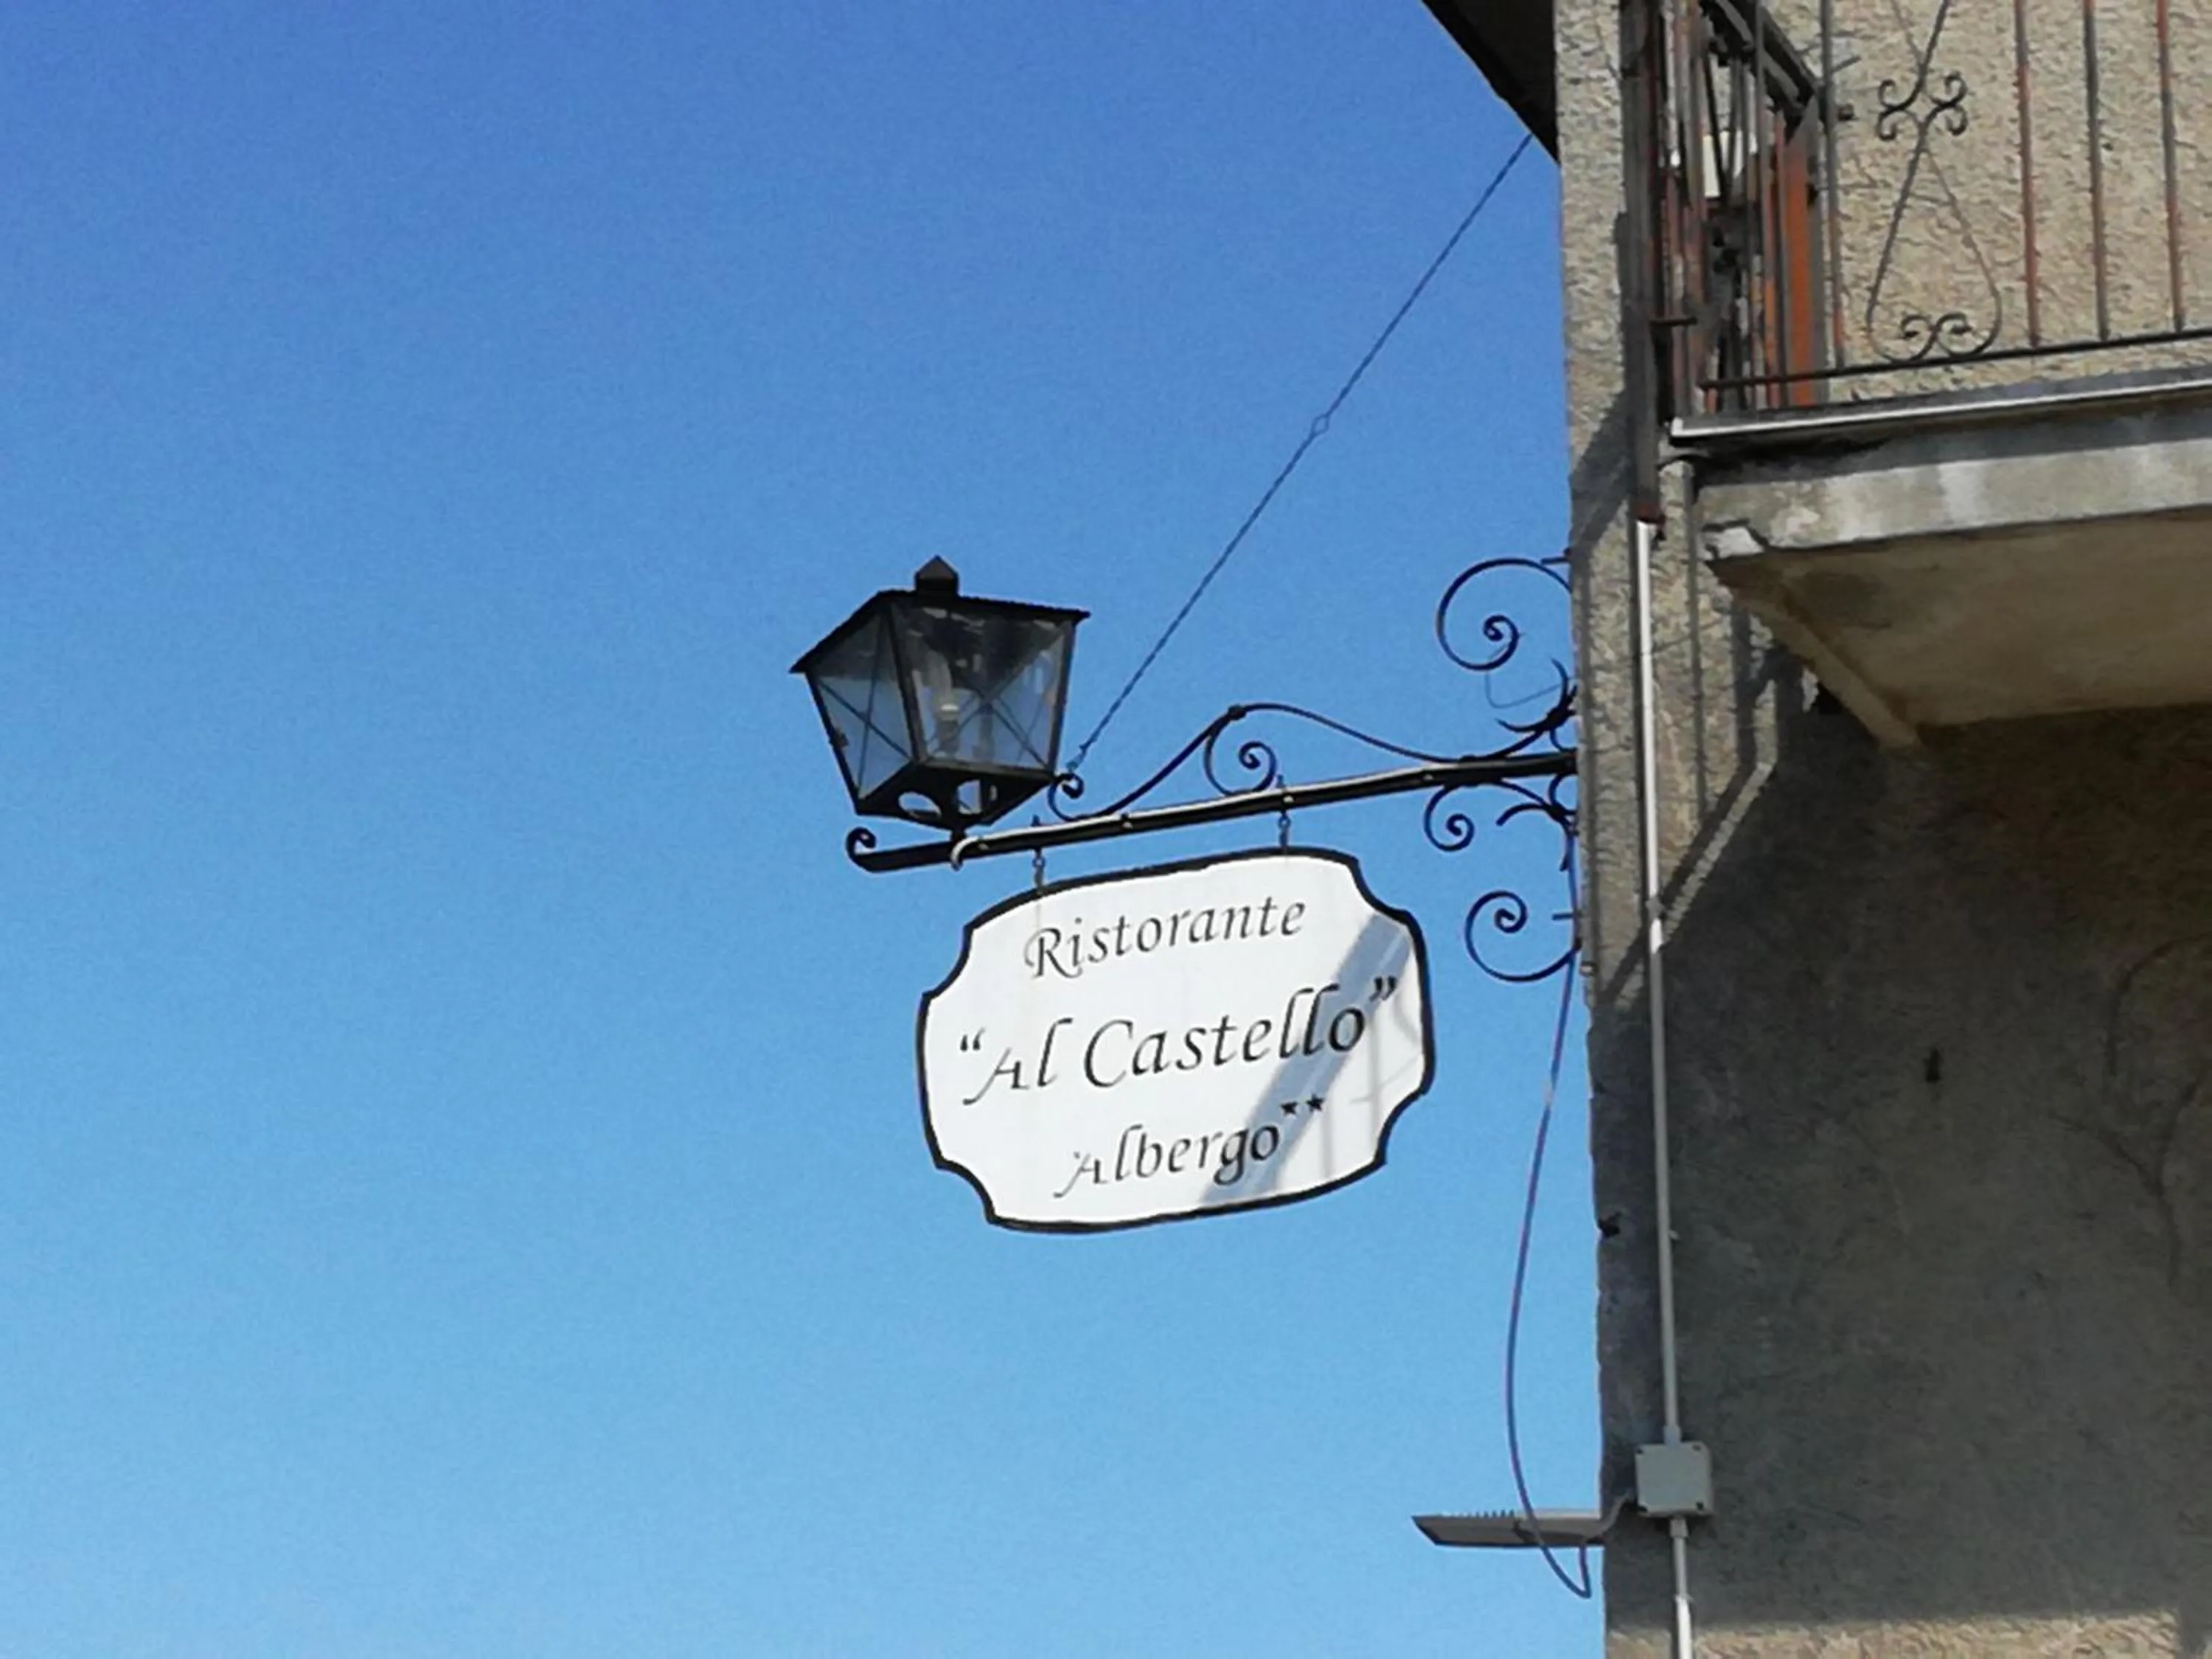 Ristorante
“Al Castello”
Albergo**